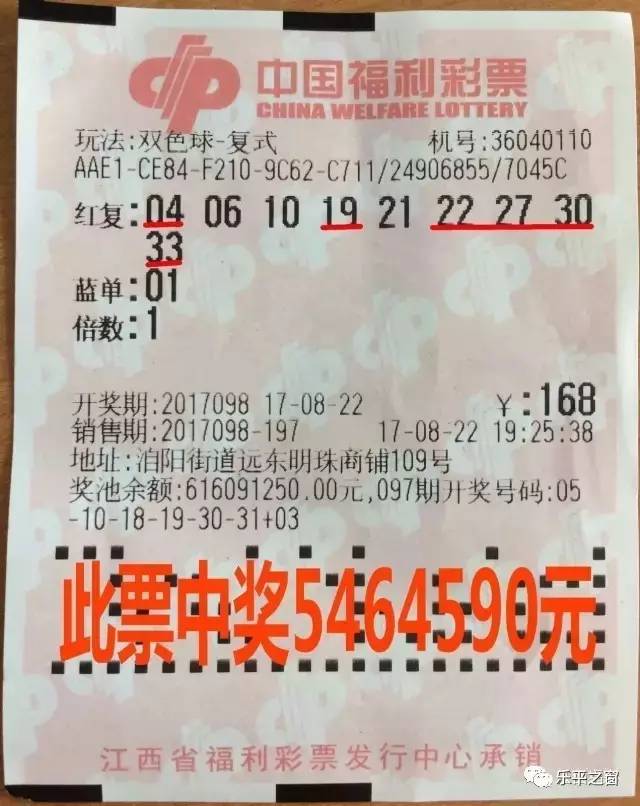 中国福利彩票
CHINA WELFARE LOTTERY
玩法:双色球-复式 机号:36040110
AAE1-CE84-F210-9C62-C711/24906855/7045C
红复:04 06 10 19 21 22 27 30
33
蓝单:01
倍数:1
开奖期:2017098 17-08-22 ¥:168
销售期:2017098-197 17-08-22 19:25:38
地址:洎阳街道远东明珠商铺109号
奖池余额:616091250.00元,097期开奖号码:05
-10-18-19-30-31+03
此票中奖5464590元
江西省福利彩票发行中心承销
乐平之窗